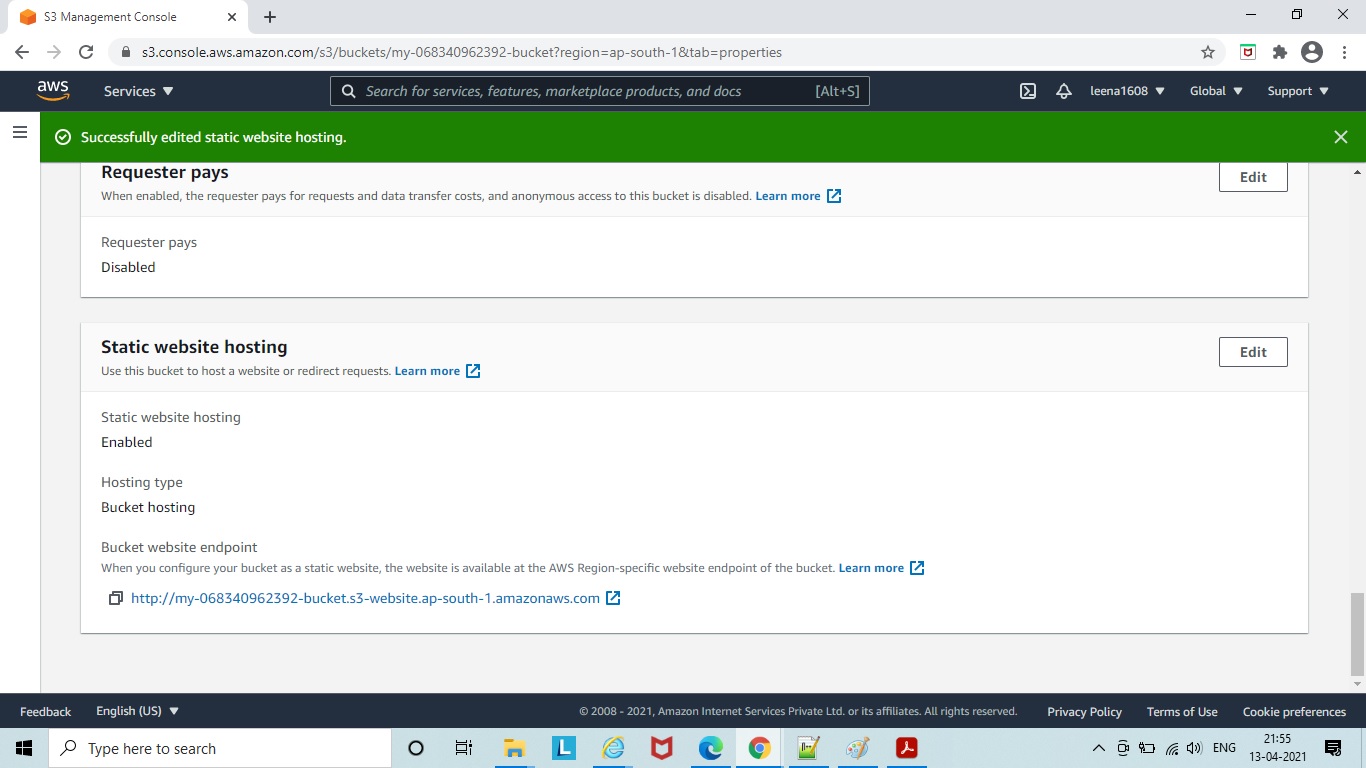 S3 Management Console
s3.console.aws.amazon.com/s3/buckets/my-068340962392-bucket?region=ap-south-1&tab=properties
aws
Services
Search for services, features, marketplace products, and docs
[Alt+S]
leena1608
Global
Support
Successfully edited static website hosting.
Requester pays
Edit
When enabled, the requester pays for requests and data transfer costs, and anonymous access to this bucket is disabled. Learn more
Requester pays
Disabled
Static website hosting
Edit
Use this bucket to host a website or redirect requests. Learn more
Static website hosting
Enabled
Hosting type
Bucket hosting
Bucket website endpoint
When you configure your bucket as a static website, the website is available at the AWS Region-specific website endpoint of the bucket. Learn more
http://my-068340962392-bucket.s3-website.ap-south-1.amazonaws.com
Feedback
English (US)
© 2008 - 2021, Amazon Internet Services Private Ltd. or its affiliates. All rights reserved.
Privacy Policy
Terms of Use
Cookie preferences
Type here to search
L
ENG
21:55
13-04-2021